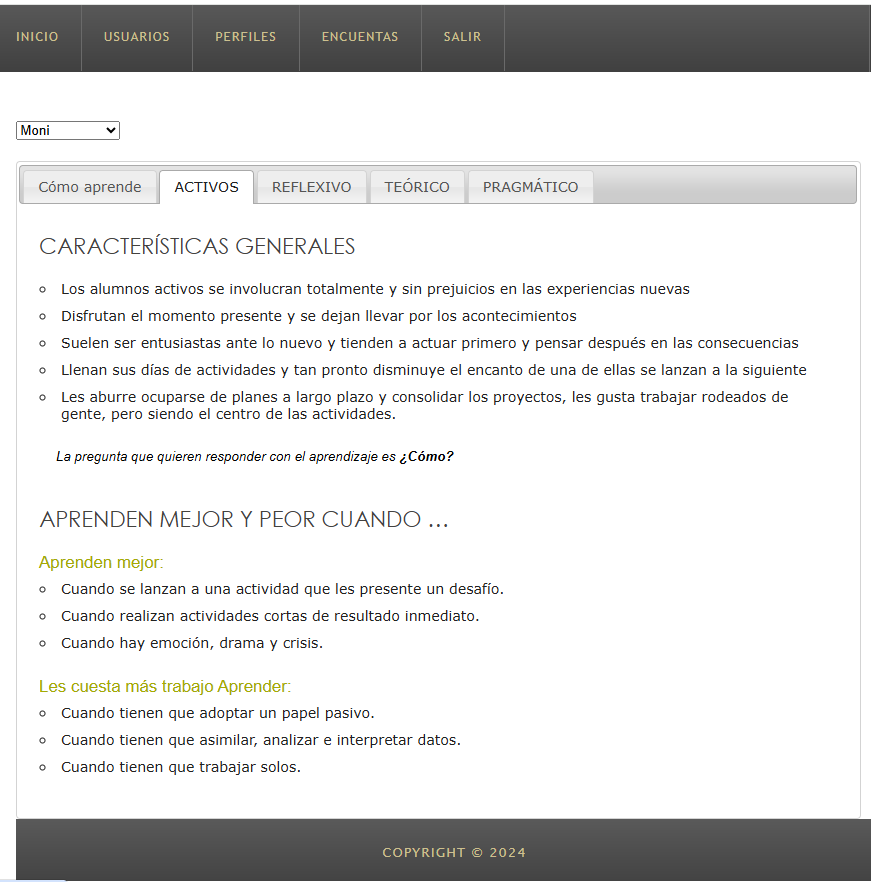 INICIO USUARIOS PERFILES ENCUENTAS SALIR
Moni
Cómo aprende ACTIVOS REFLEXIVO TEÓRICO PRAGMÁTICO
CARACTERÍSTICAS GENERALES
Los alumnos activos se involucran totalmente y sin prejuicios en las experiencias nuevas
Disfrutan el momento presente y se dejan llevar por los acontecimientos
Suelen ser entusiastas ante lo nuevo y tienden a actuar primero y pensar después en las consecuencias
Llenan sus días de actividades y tan pronto disminuye el encanto de una de ellas se lanzan a la siguiente
Les aburre ocuparse de planes a largo plazo y consolidar los proyectos, les gusta trabajar rodeados de
gente, pero siendo el centro de las actividades.
La pregunta que quieren responder con el aprendizaje es ¿Cómo?
APRENDEN MEJOR Y PEOR CUANDO ...
Aprenden mejor:
Cuando se lanzan a una actividad que les presente un desafío.
Cuando realizan actividades cortas de resultado inmediato.
Cuando hay emoción, drama y crisis.
Les cuesta más trabajo Aprender:
Cuando tienen que adoptar un papel pasivo.
Cuando tienen que asimilar, analizar e interpretar datos.
Cuando tienen que trabajar solos.
COPYRIGHT © 2024